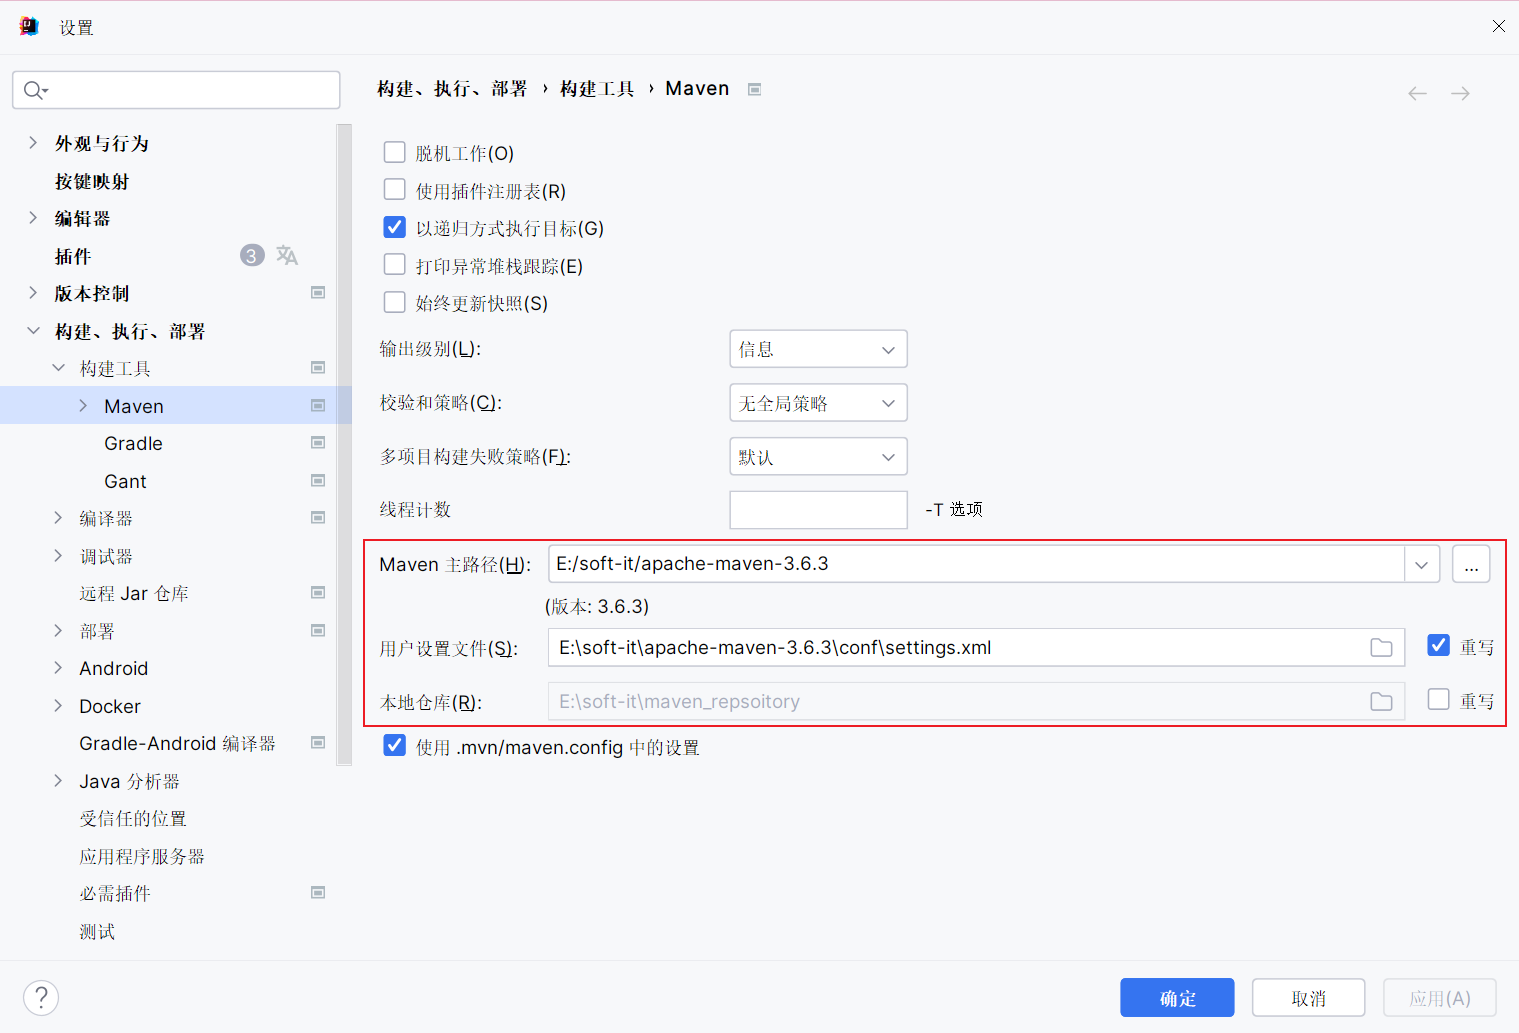 设置
构建、执行、部署 › 构建工具 › Maven
外观与行为
按键映射
编辑器
插件 3
版本控制
构建、执行、部署
构建工具
Maven
Gradle
Gant
编译器
调试器
远程 Jar 仓库
部署
Android
Docker
Gradle-Android 编译器
Java 分析器
受信任的位置
应用程序服务器
必需插件
测试
脱机工作(O)
使用插件注册表(R)
以递归方式执行目标(G)
打印异常堆栈跟踪(E)
始终更新快照(S)
输出级别(L): 信息
校验和策略(C): 无全局策略
多项目构建失败策略(F): 默认
线程计数 -T 选项
Maven 主路径(H): E:/soft-it/apache-maven-3.6.3 ...
(版本: 3.6.3)
用户设置文件(S): E:\soft-it\apache-maven-3.6.3\conf\settings.xml 重写
本地仓库(R): E:\soft-it\maven_repsoitory 重写
使用 .mvn/maven.config 中的设置
? 确定 取消 应用(A)